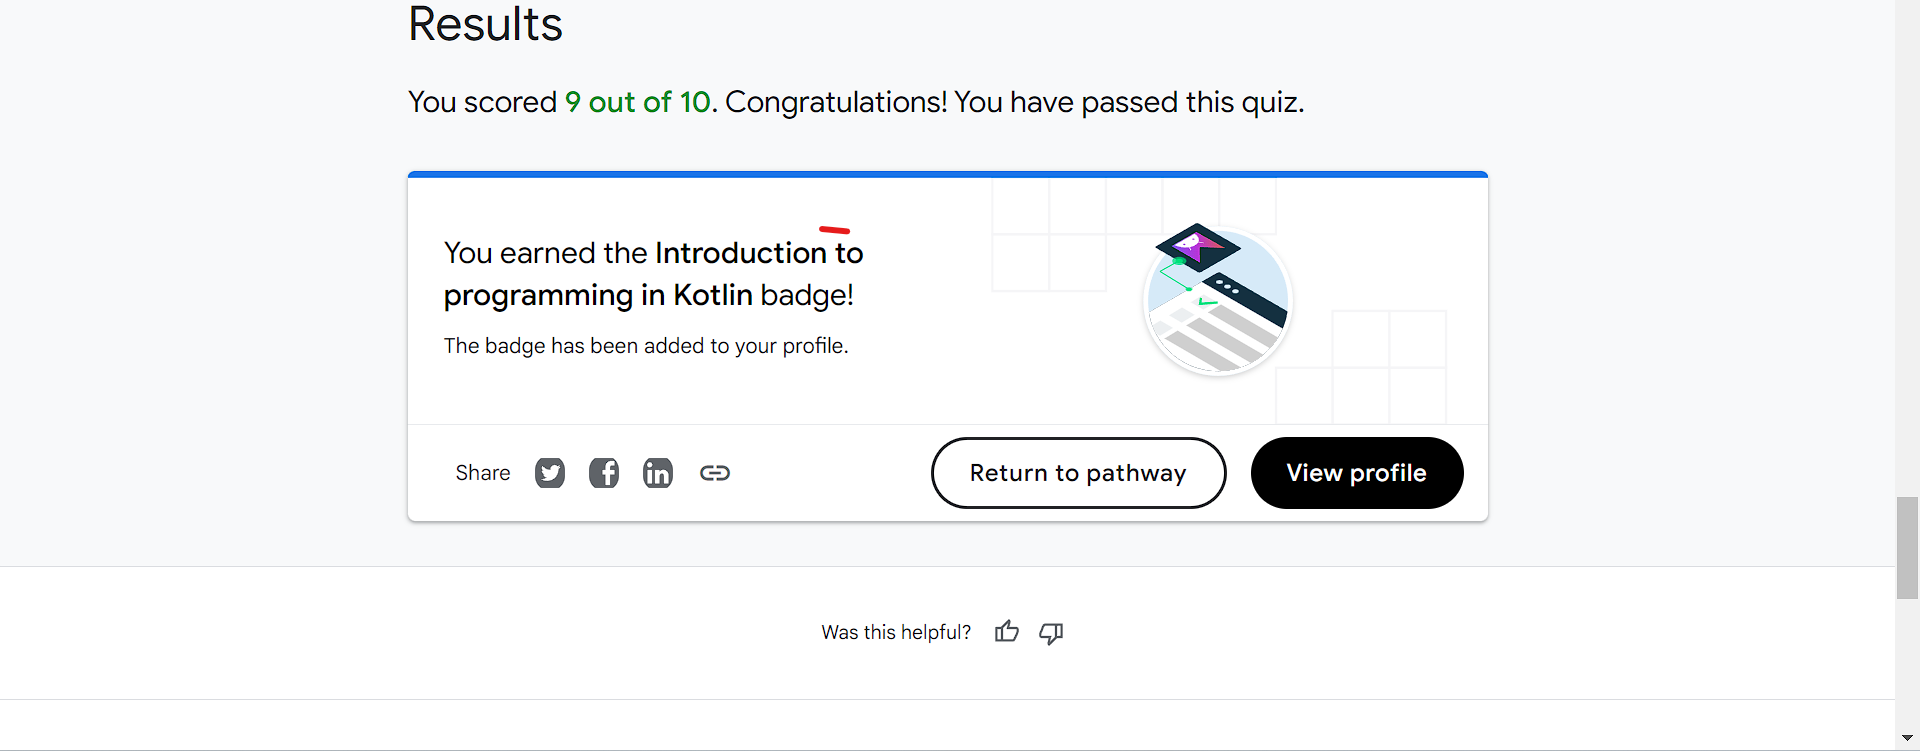 Results
You scored 9 out of 10. Congratulations! You have passed this quiz.
You earned the Introduction to
programming in Kotlin badge!
The badge has been added to your profile.
Share
Return to pathway
View profile
Was this helpful?